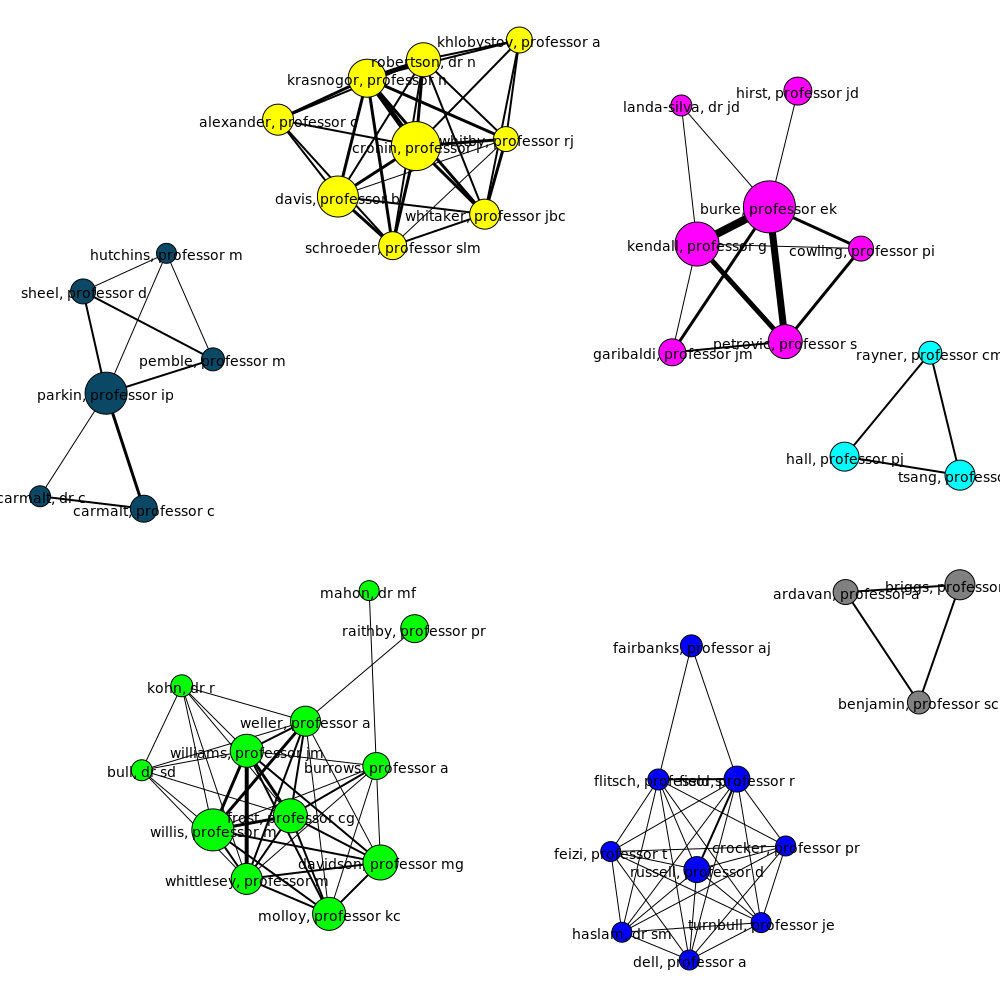 khlobystov, professor a
robertson, dr n
krasnogor, professor n
alexander, professor c
whitby, professor rj
cronin, professor l
davis, professor b
whitaker, professor jbc
schroeder, professor slm
hirst, professor jd
landa-silva, dr jd
burke, professor ek
kendall, professor g
cowling, professor pi
petrovic, professor s
garibaldi, professor jm
hutchins, professor m
sheel, professor d
pemble, professor m
parkin, professor ip
carmalt, dr c
carmalt, professor c
rayner, professor cm
hall, professor pj
tsang, professo
ardavan, professor a
briggs, professor
benjamin, professor sc
mahon, dr mf
raithby, professor pr
kohn, dr r
weller, professor a
williams, professor jm
burrows, professor a
bull, dr sd
frost, professor cg
willis, professor m
davidson, professor mg
whittlesey, professor m
molloy, professor kc
fairbanks, professor aj
flitsch, professor sl
field, professor r
crocker, professor pr
feizi, professor t
russell, professor d
turnbull, professor je
haslam, dr sm
dell, professor a